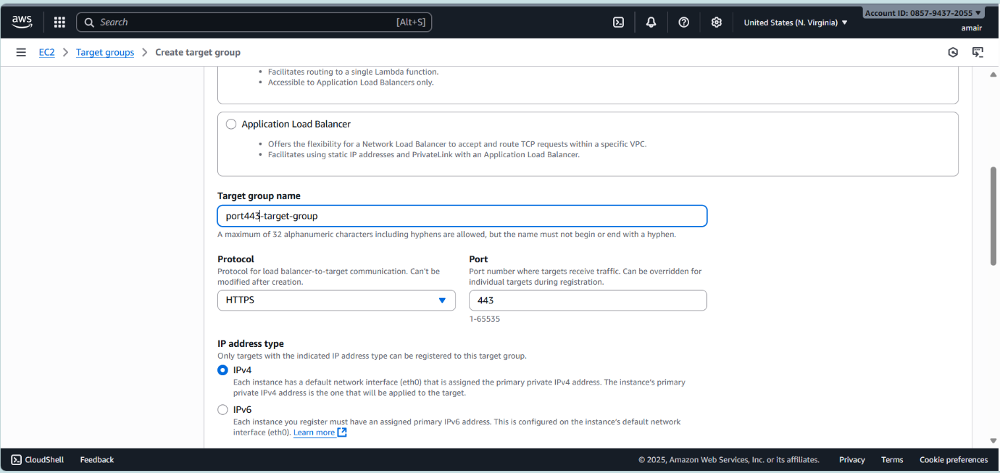 aws
Search
[Alt+S]
United States (N. Virginia)
Account ID: 0857-9437-2055
amair
EC2
Target groups
Create target group
Facilitates routing to a single Lambda function.
Accessible to Application Load Balancers only.
Application Load Balancer
Offers the flexibility for a Network Load Balancer to accept and route TCP requests within a specific VPC.
Facilitates using static IP addresses and PrivateLink with an Application Load Balancer.
Target group name
port443-target-group
A maximum of 32 alphanumeric characters including hyphens are allowed, but the name must not begin or end with a hyphen.
Protocol
Protocol for load balancer-to-target communication. Can't be
modified after creation.
HTTPS
Port
Port number where targets receive traffic. Can be overridden for
individual targets during registration.
443
1-65535
IP address type
Only targets with the indicated IP address type can be registered to this target group.
IPv4
Each instance has a default network interface (eth0) that is assigned the primary private IPv4 address. The instance's primary
private IPv4 address is the one that will be applied to the target.
IPv6
Each instance you register must have an assigned primary IPv6 address. This is configured on the instance's default network
interface (eth0). Learn more
CloudShell
Feedback
© 2025, Amazon Web Services, Inc. or its affiliates.
Privacy
Terms
Cookie preferences